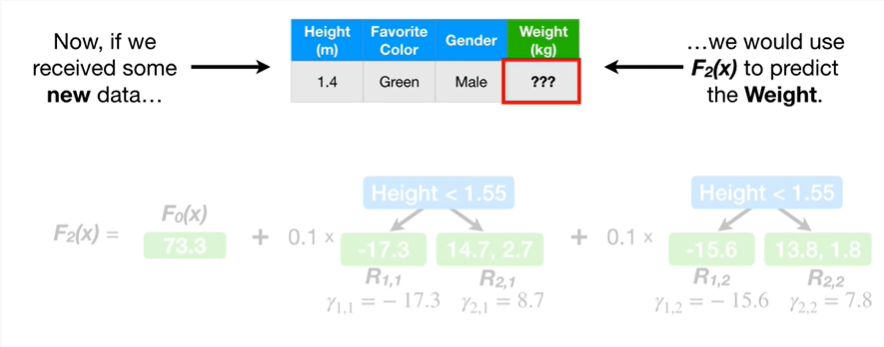 Now, if we
received some
new data…
Height
(m)
Favorite
Color
Gender
Weight
(kg)
1.4
Green
Male
???
…we would use
F₂(x) to predict
the Weight.
F₂(x) =
F₀(x)
73.3
+
0.1 ×
Height < 1.55
-17.3
14.7, 2.7
R₁,₁
R₂,₁
γ₁,₁ = − 17.3
γ₂,₁ = 8.7
+
0.1 ×
Height < 1.55
-15.6
13.8, 1.8
R₁,₂
R₂,₂
γ₁,₂ = − 15.6
γ₂,₂ = 7.8